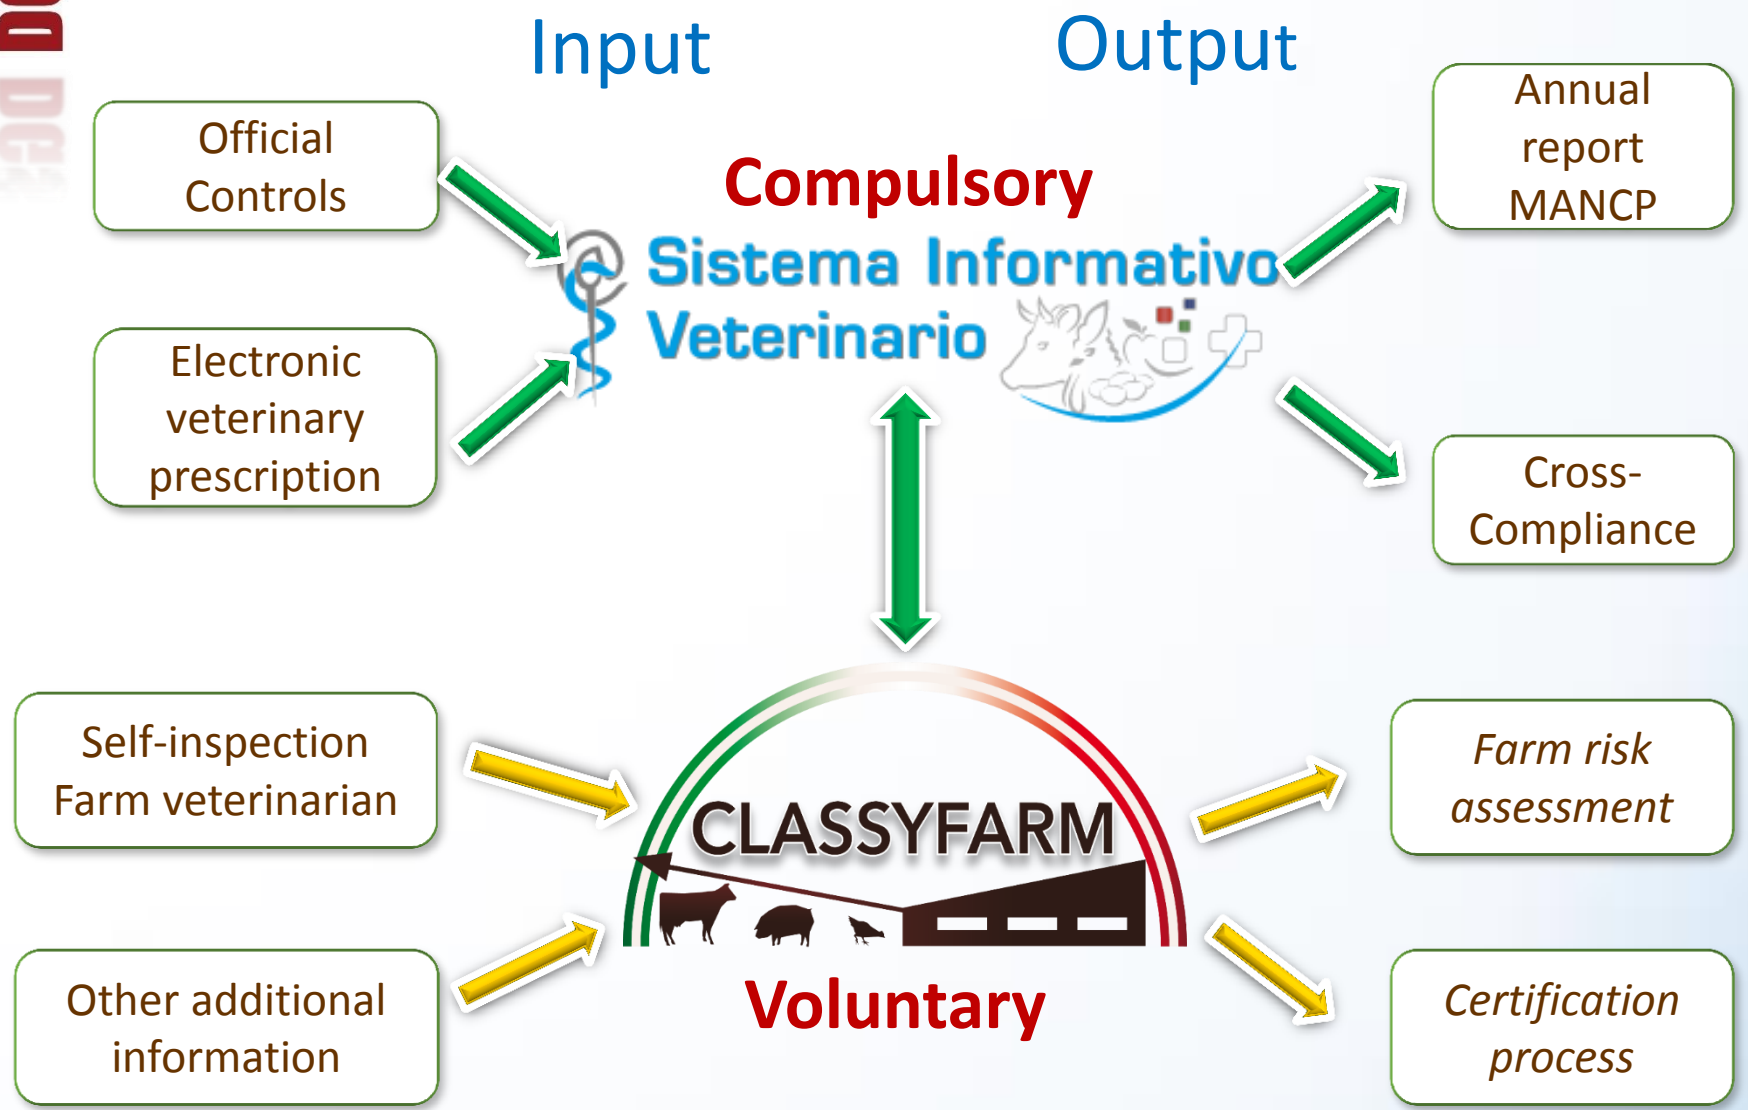 Input
Output
Official
Controls
Compulsory
Annual
report
MANCP
Sistema Informativo
Veterinario
Electronic
veterinary
prescription
Cross-
Compliance
Self-inspection
Farm veterinarian
CLASSYFARM
Farm risk
assessment
Other additional
information
Voluntary
Certification
process